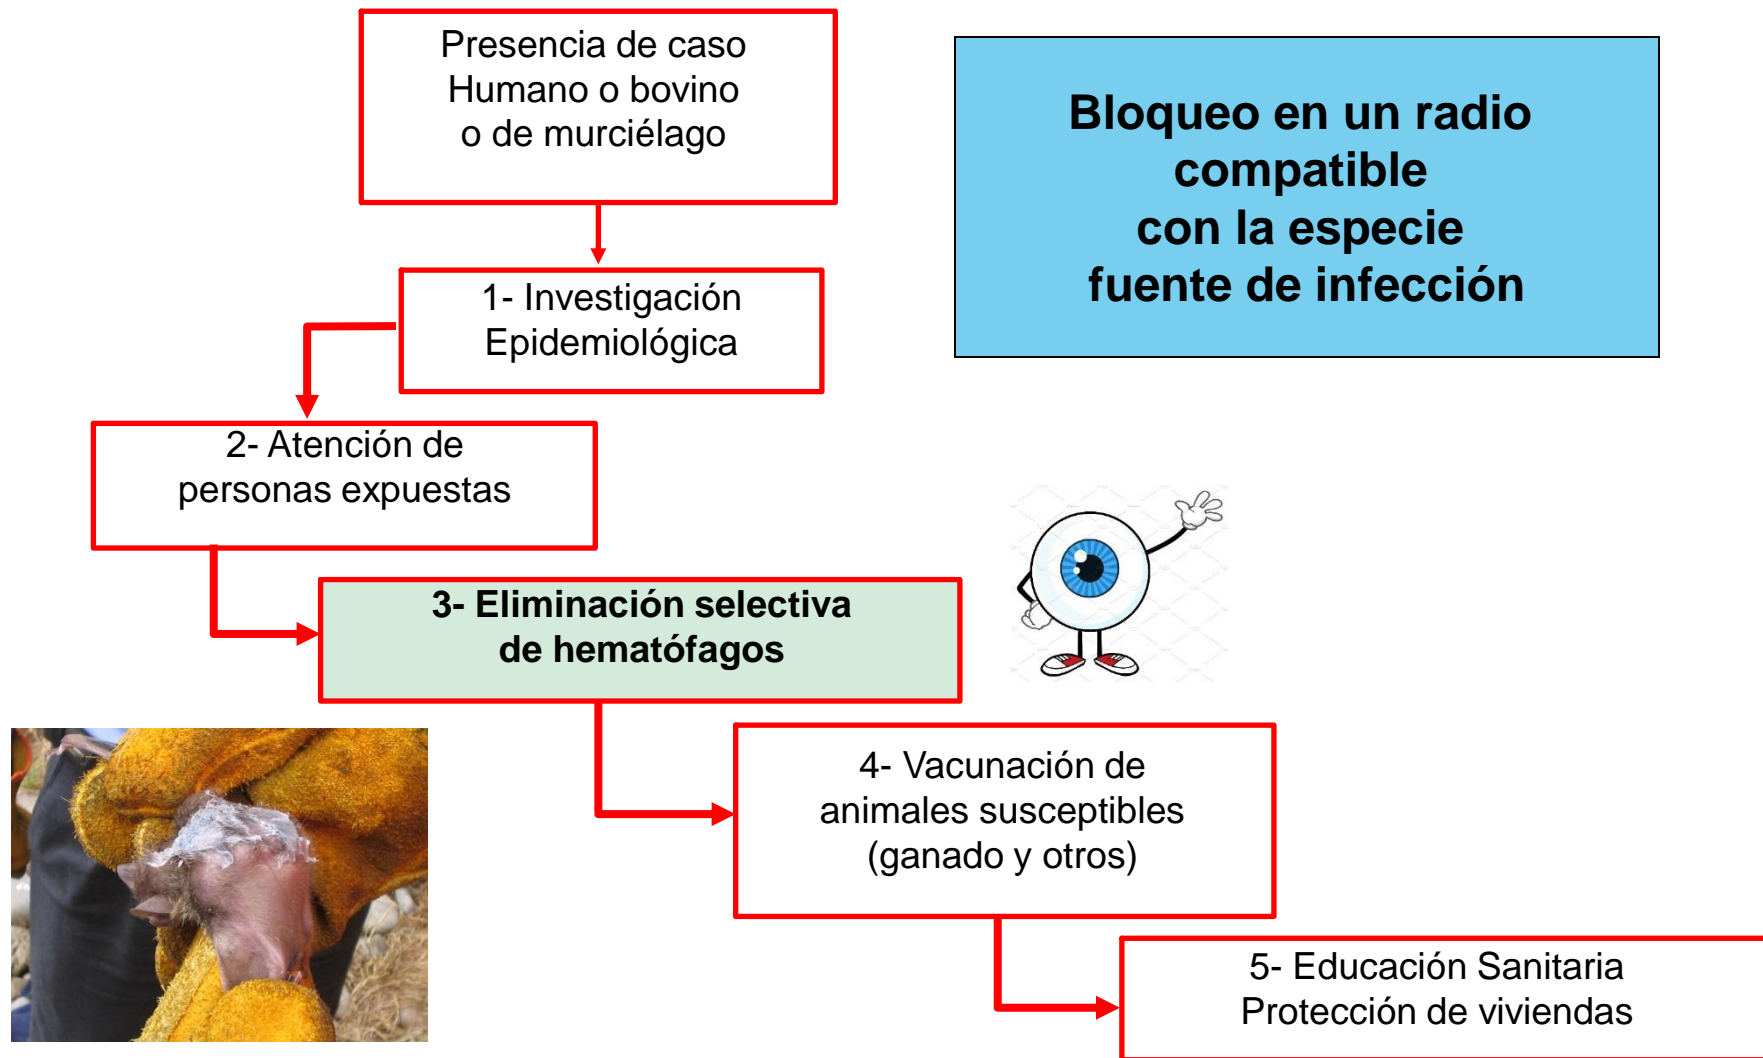 Presencia de caso
Humano o bovino
o de murciélago
Bloqueo en un radio
compatible
con la especie
fuente de infección
1- Investigación
Epidemiológica
2- Atención de
personas expuestas
3- Eliminación selectiva
de hematófagos
4- Vacunación de
animales susceptibles
(ganado y otros)
5- Educación Sanitaria
Protección de viviendas